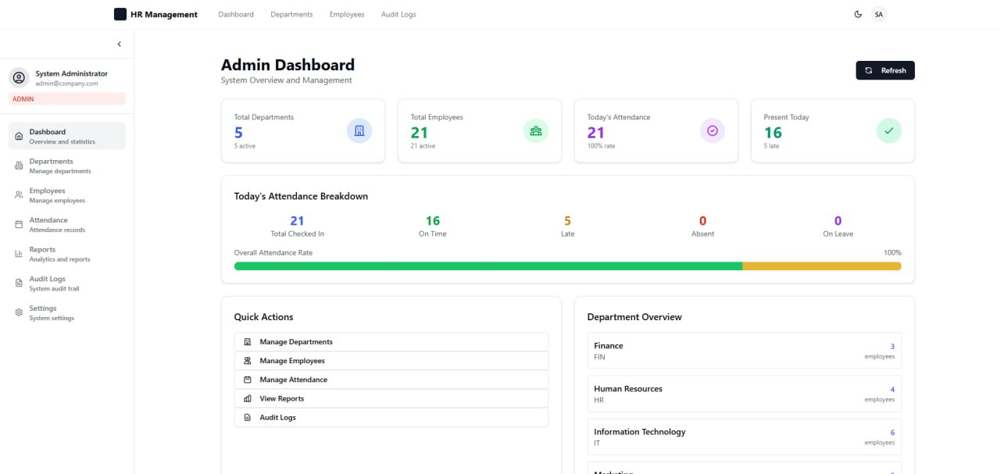 HR Management
Dashboard
Departments
Employees
Audit Logs
SA
System Administrator
admin@company.com
ADMIN
Dashboard
Overview and statistics
Departments
Manage departments
Employees
Manage employees
Attendance
Attendance records
Reports
Analytics and reports
Audit Logs
System audit trail
Settings
System settings
Admin Dashboard
System Overview and Management
Refresh
Total Departments
5
5 active
Total Employees
21
21 active
Today's Attendance
21
100% rate
Present Today
16
5 late
Today's Attendance Breakdown
21
Total Checked In
16
On Time
5
Late
0
Absent
0
On Leave
Overall Attendance Rate
100%
Quick Actions
Manage Departments
Manage Employees
Manage Attendance
View Reports
Audit Logs
Department Overview
Finance
FIN
3
employees
Human Resources
HR
4
employees
Information Technology
IT
6
employees
Marketing